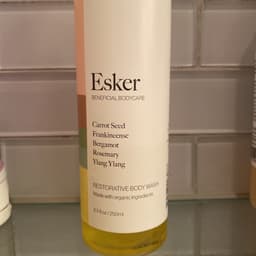 Esker
BENEFICIAL BODYCARE
Carrot Seed
Frankincense
Bergamot
Rosemary
Ylang Ylang
RESTORATIVE BODY WASH
Made with organic ingredients